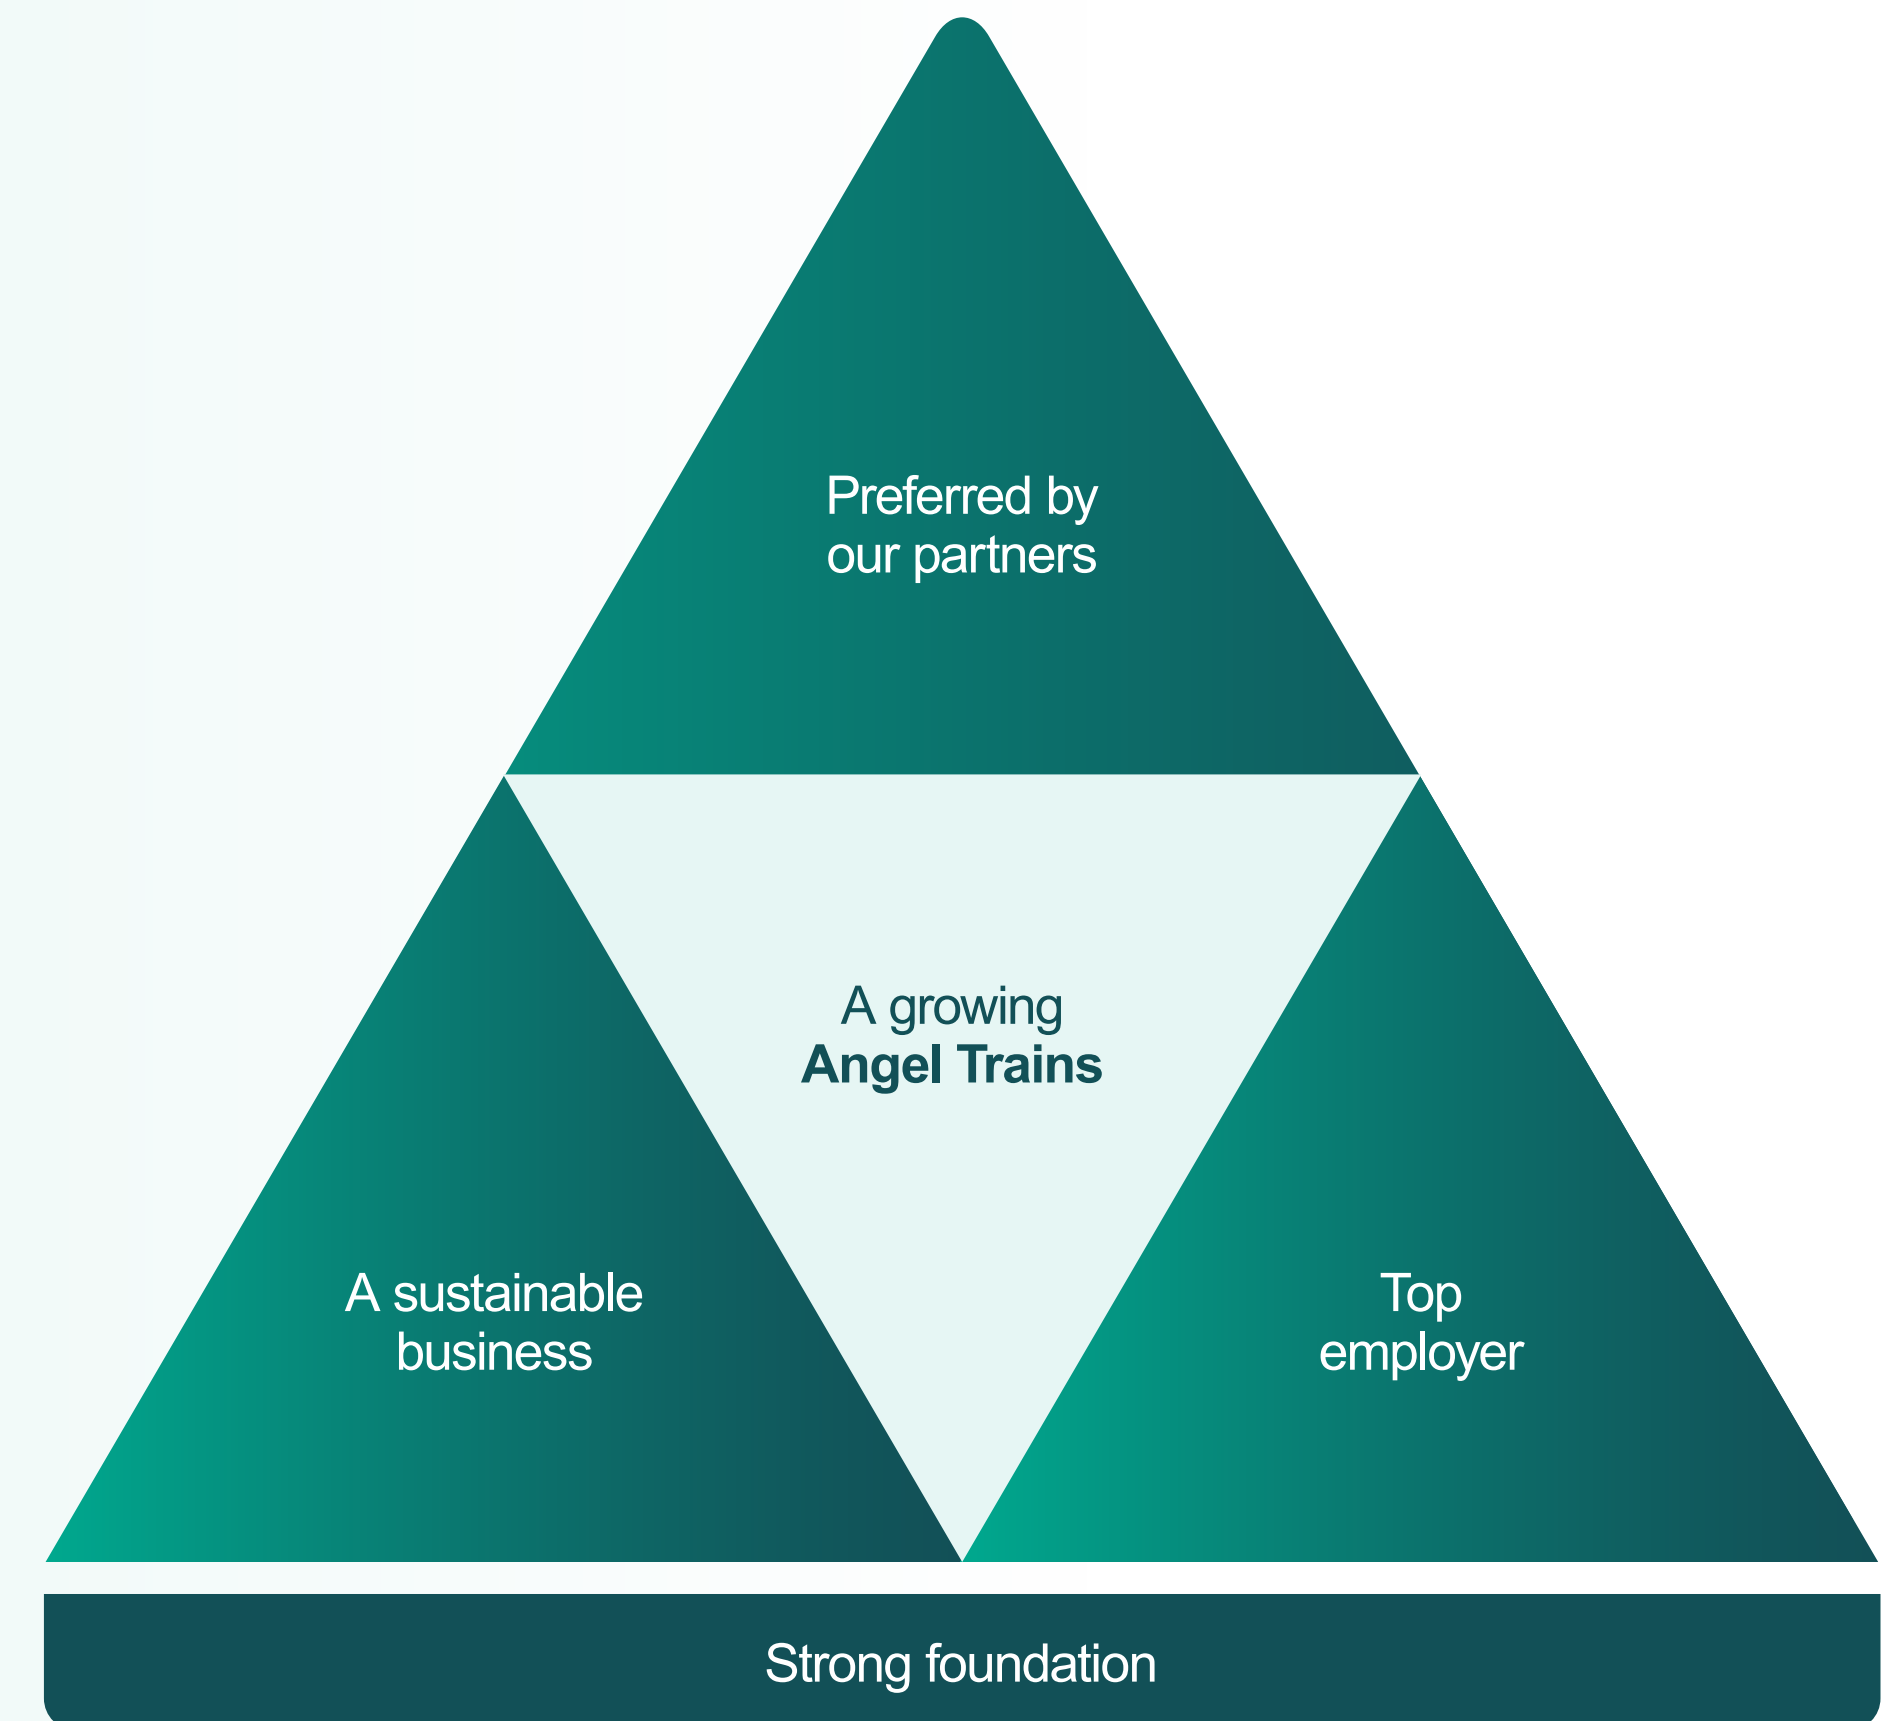 Preferred by
our partners
A growing
Angel Trains
A sustainable
business
Top
employer
Strong foundation